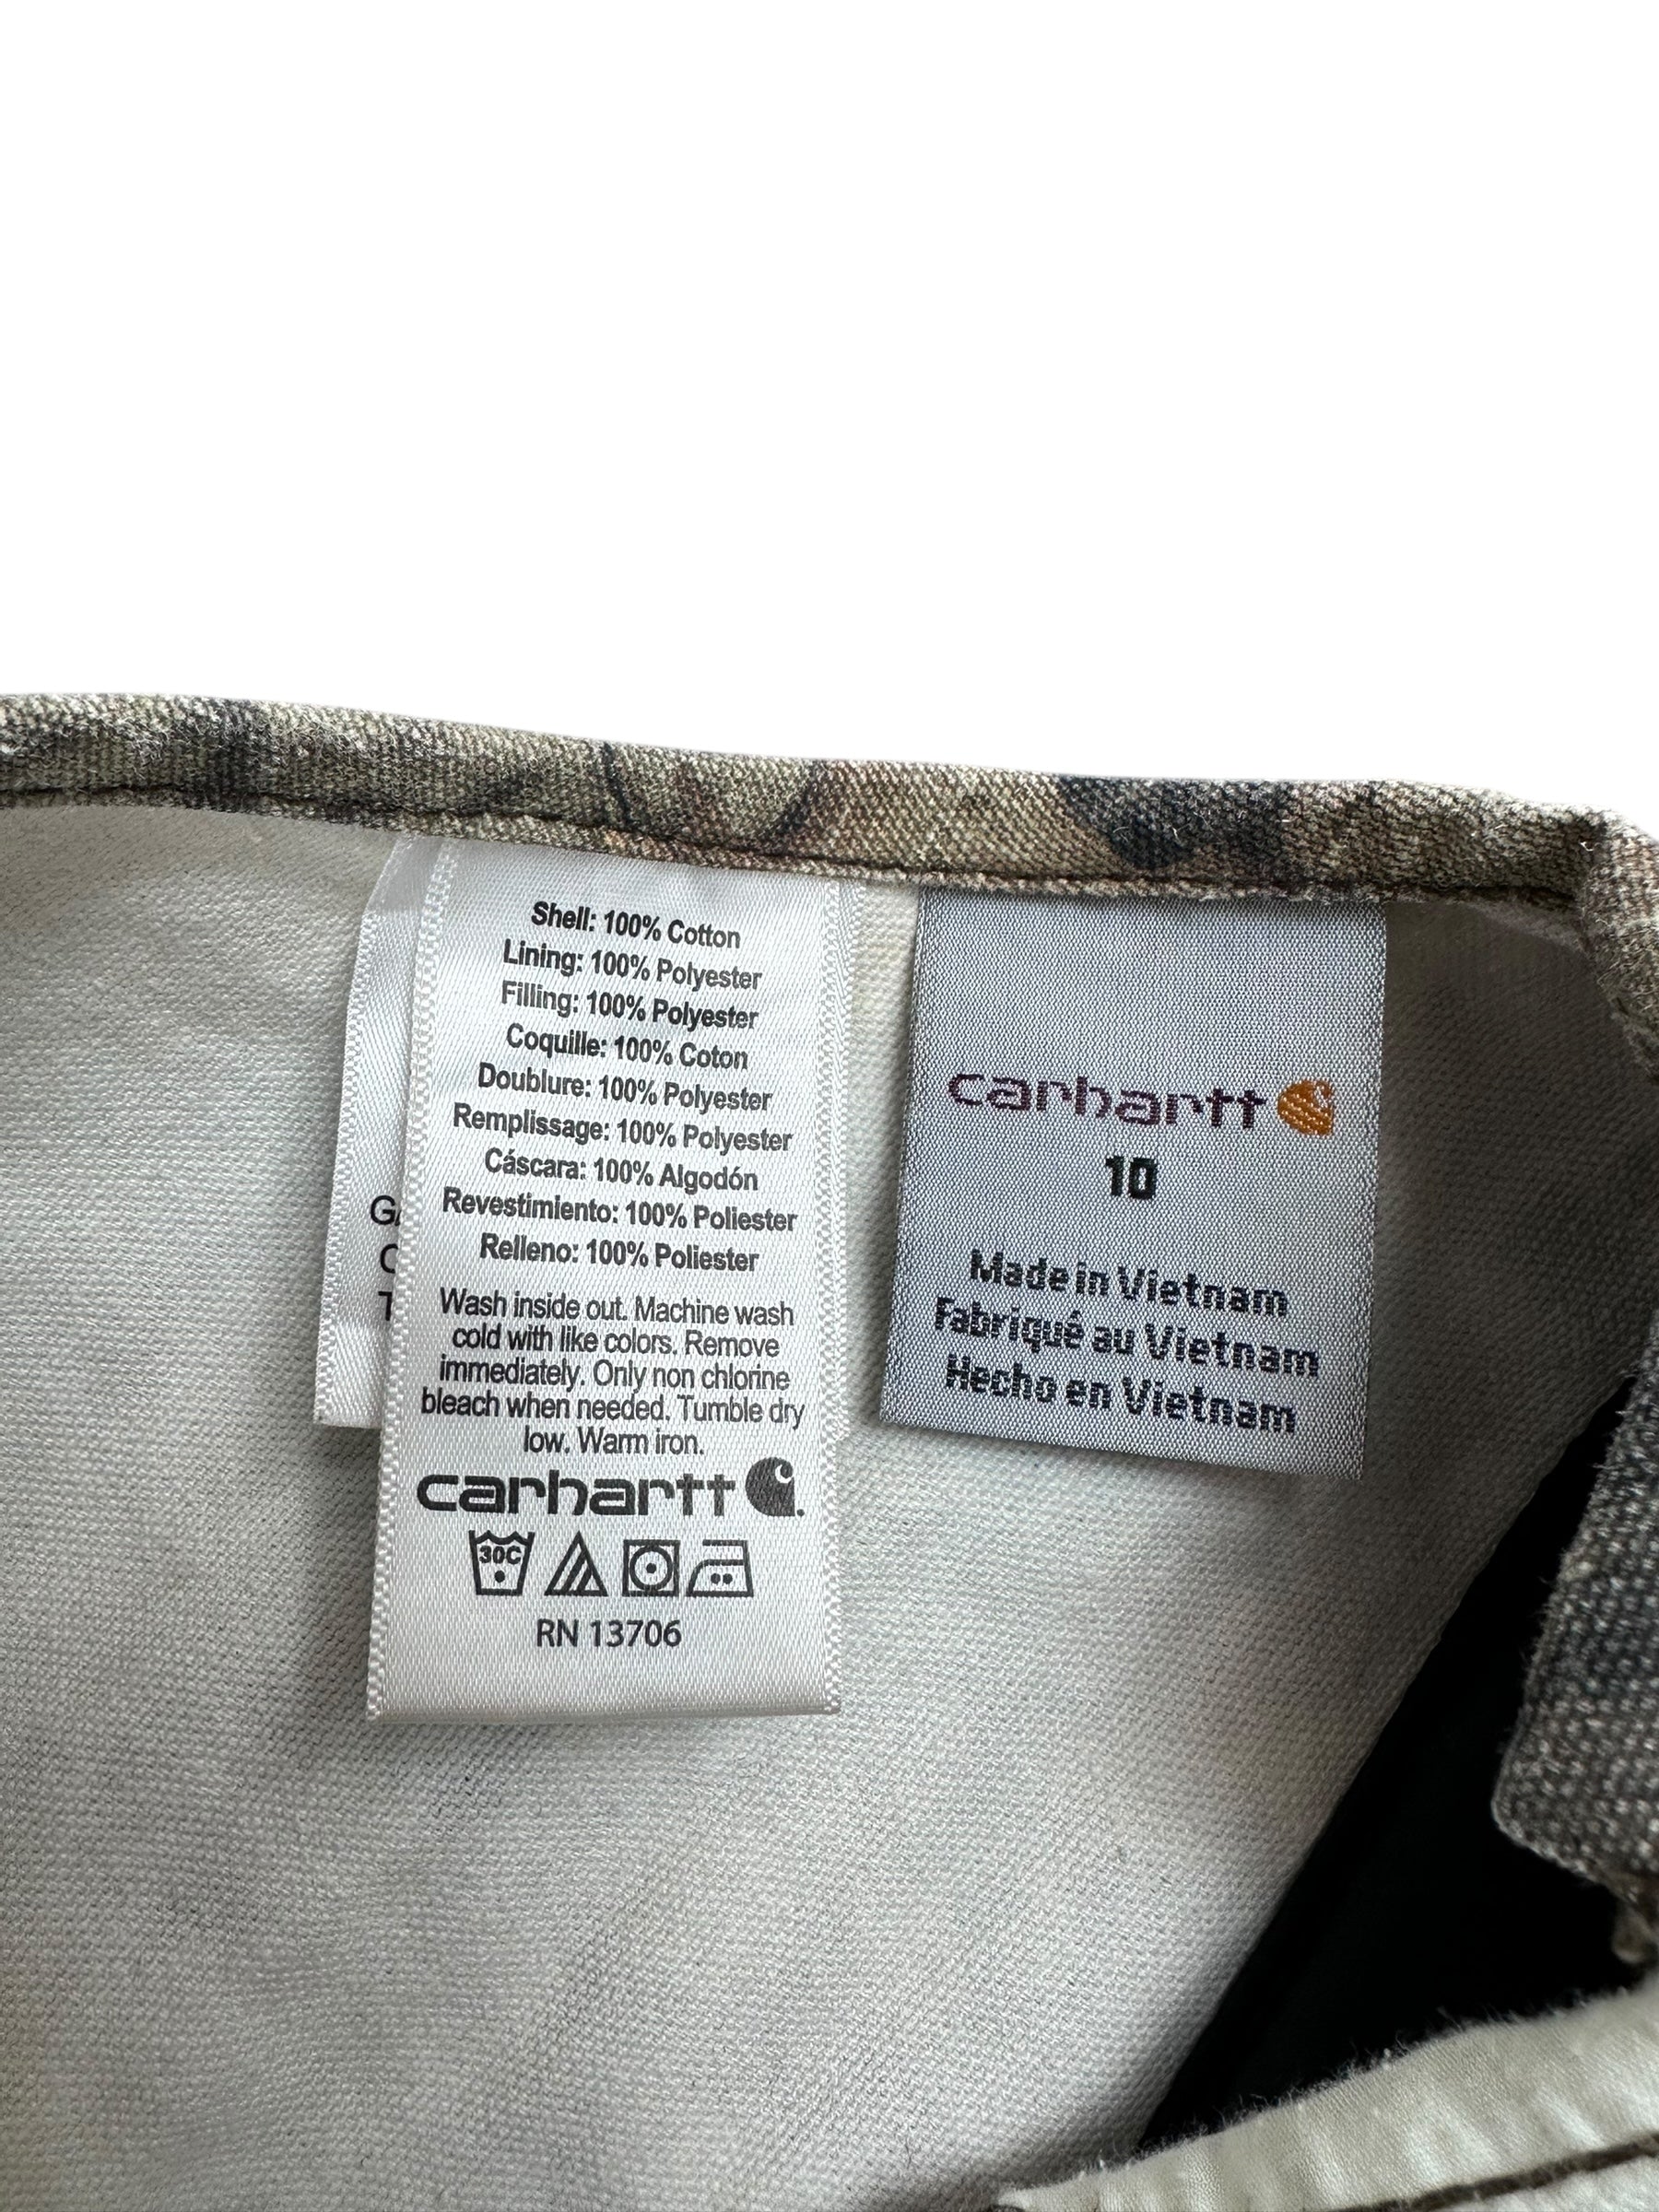 Shell: 100% Cotton
Lining: 100% Polyester
Filling: 100% Polyester
Coquille: 100% Coton
Doublure: 100% Polyester
Remplissage: 100% Polyester
Cáscara: 100% Algodón
Revestimiento: 100% Poliester
Relleno: 100% Poliester
Wash inside out. Machine wash
cold with like colors. Remove
immediately. Only non chlorine
bleach when needed. Tumble dry
low. Warm iron.
carhartt
30C
RN 13706
carhartt
10
Made in Vietnam
Fabriqué au Vietnam
Hecho en Vietnam